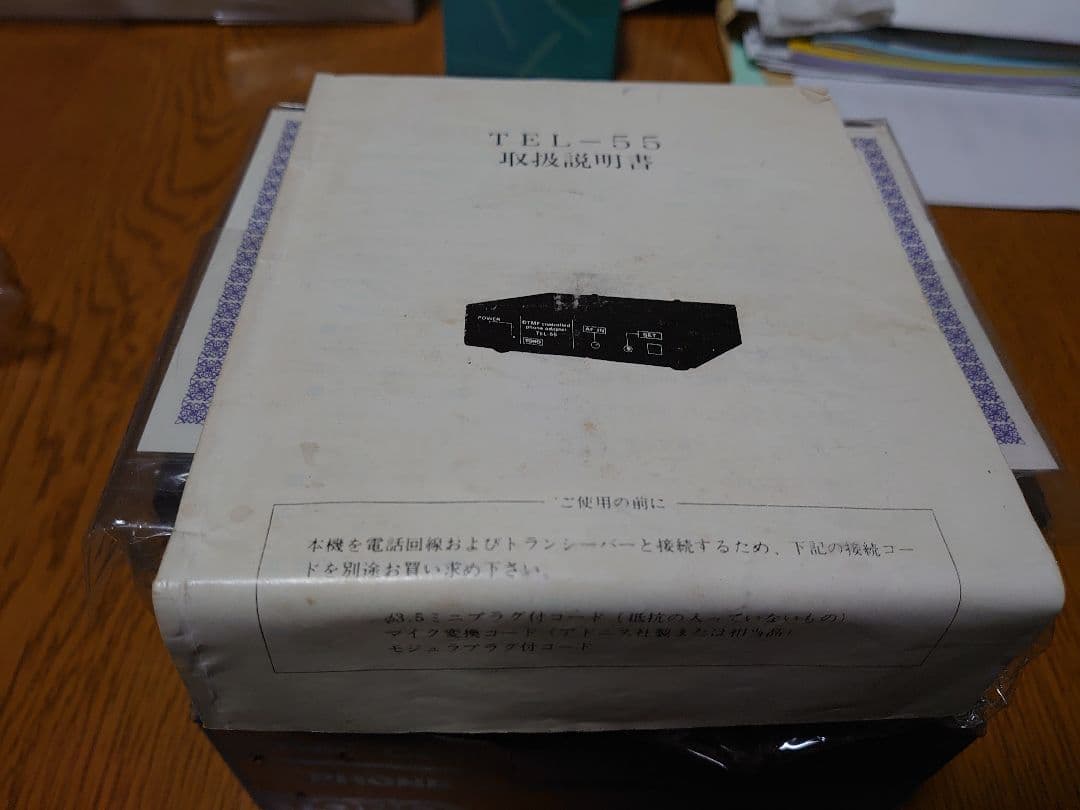 TEL-55
取扱説明書
POWER
DTMF controlled
phone adapter
TEL-55
AF IN
SET
ご使用の前に
本機を電話回線およびトランシーバーと接続するため、下記の接続コー
ドを別途お買い求め下さい。
φ3.5ミニプラグ付コード（抵抗の入っていないもの）
マイク変換コード（アドニス社製または相当品）
モジュラプラグ付コード
PHONE